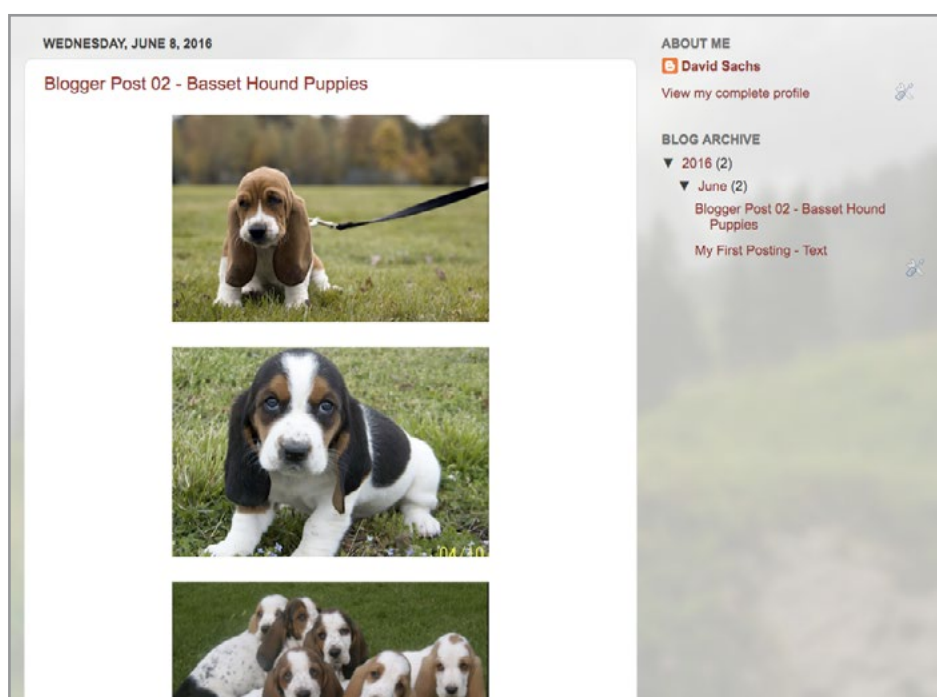 WEDNESDAY, JUNE 8, 2016
Blogger Post 02 - Basset Hound Puppies
ABOUT ME
David Sachs
View my complete profile
BLOG ARCHIVE
▼ 2016 (2)
▼ June (2)
Blogger Post 02 - Basset Hound
Puppies
My First Posting - Text